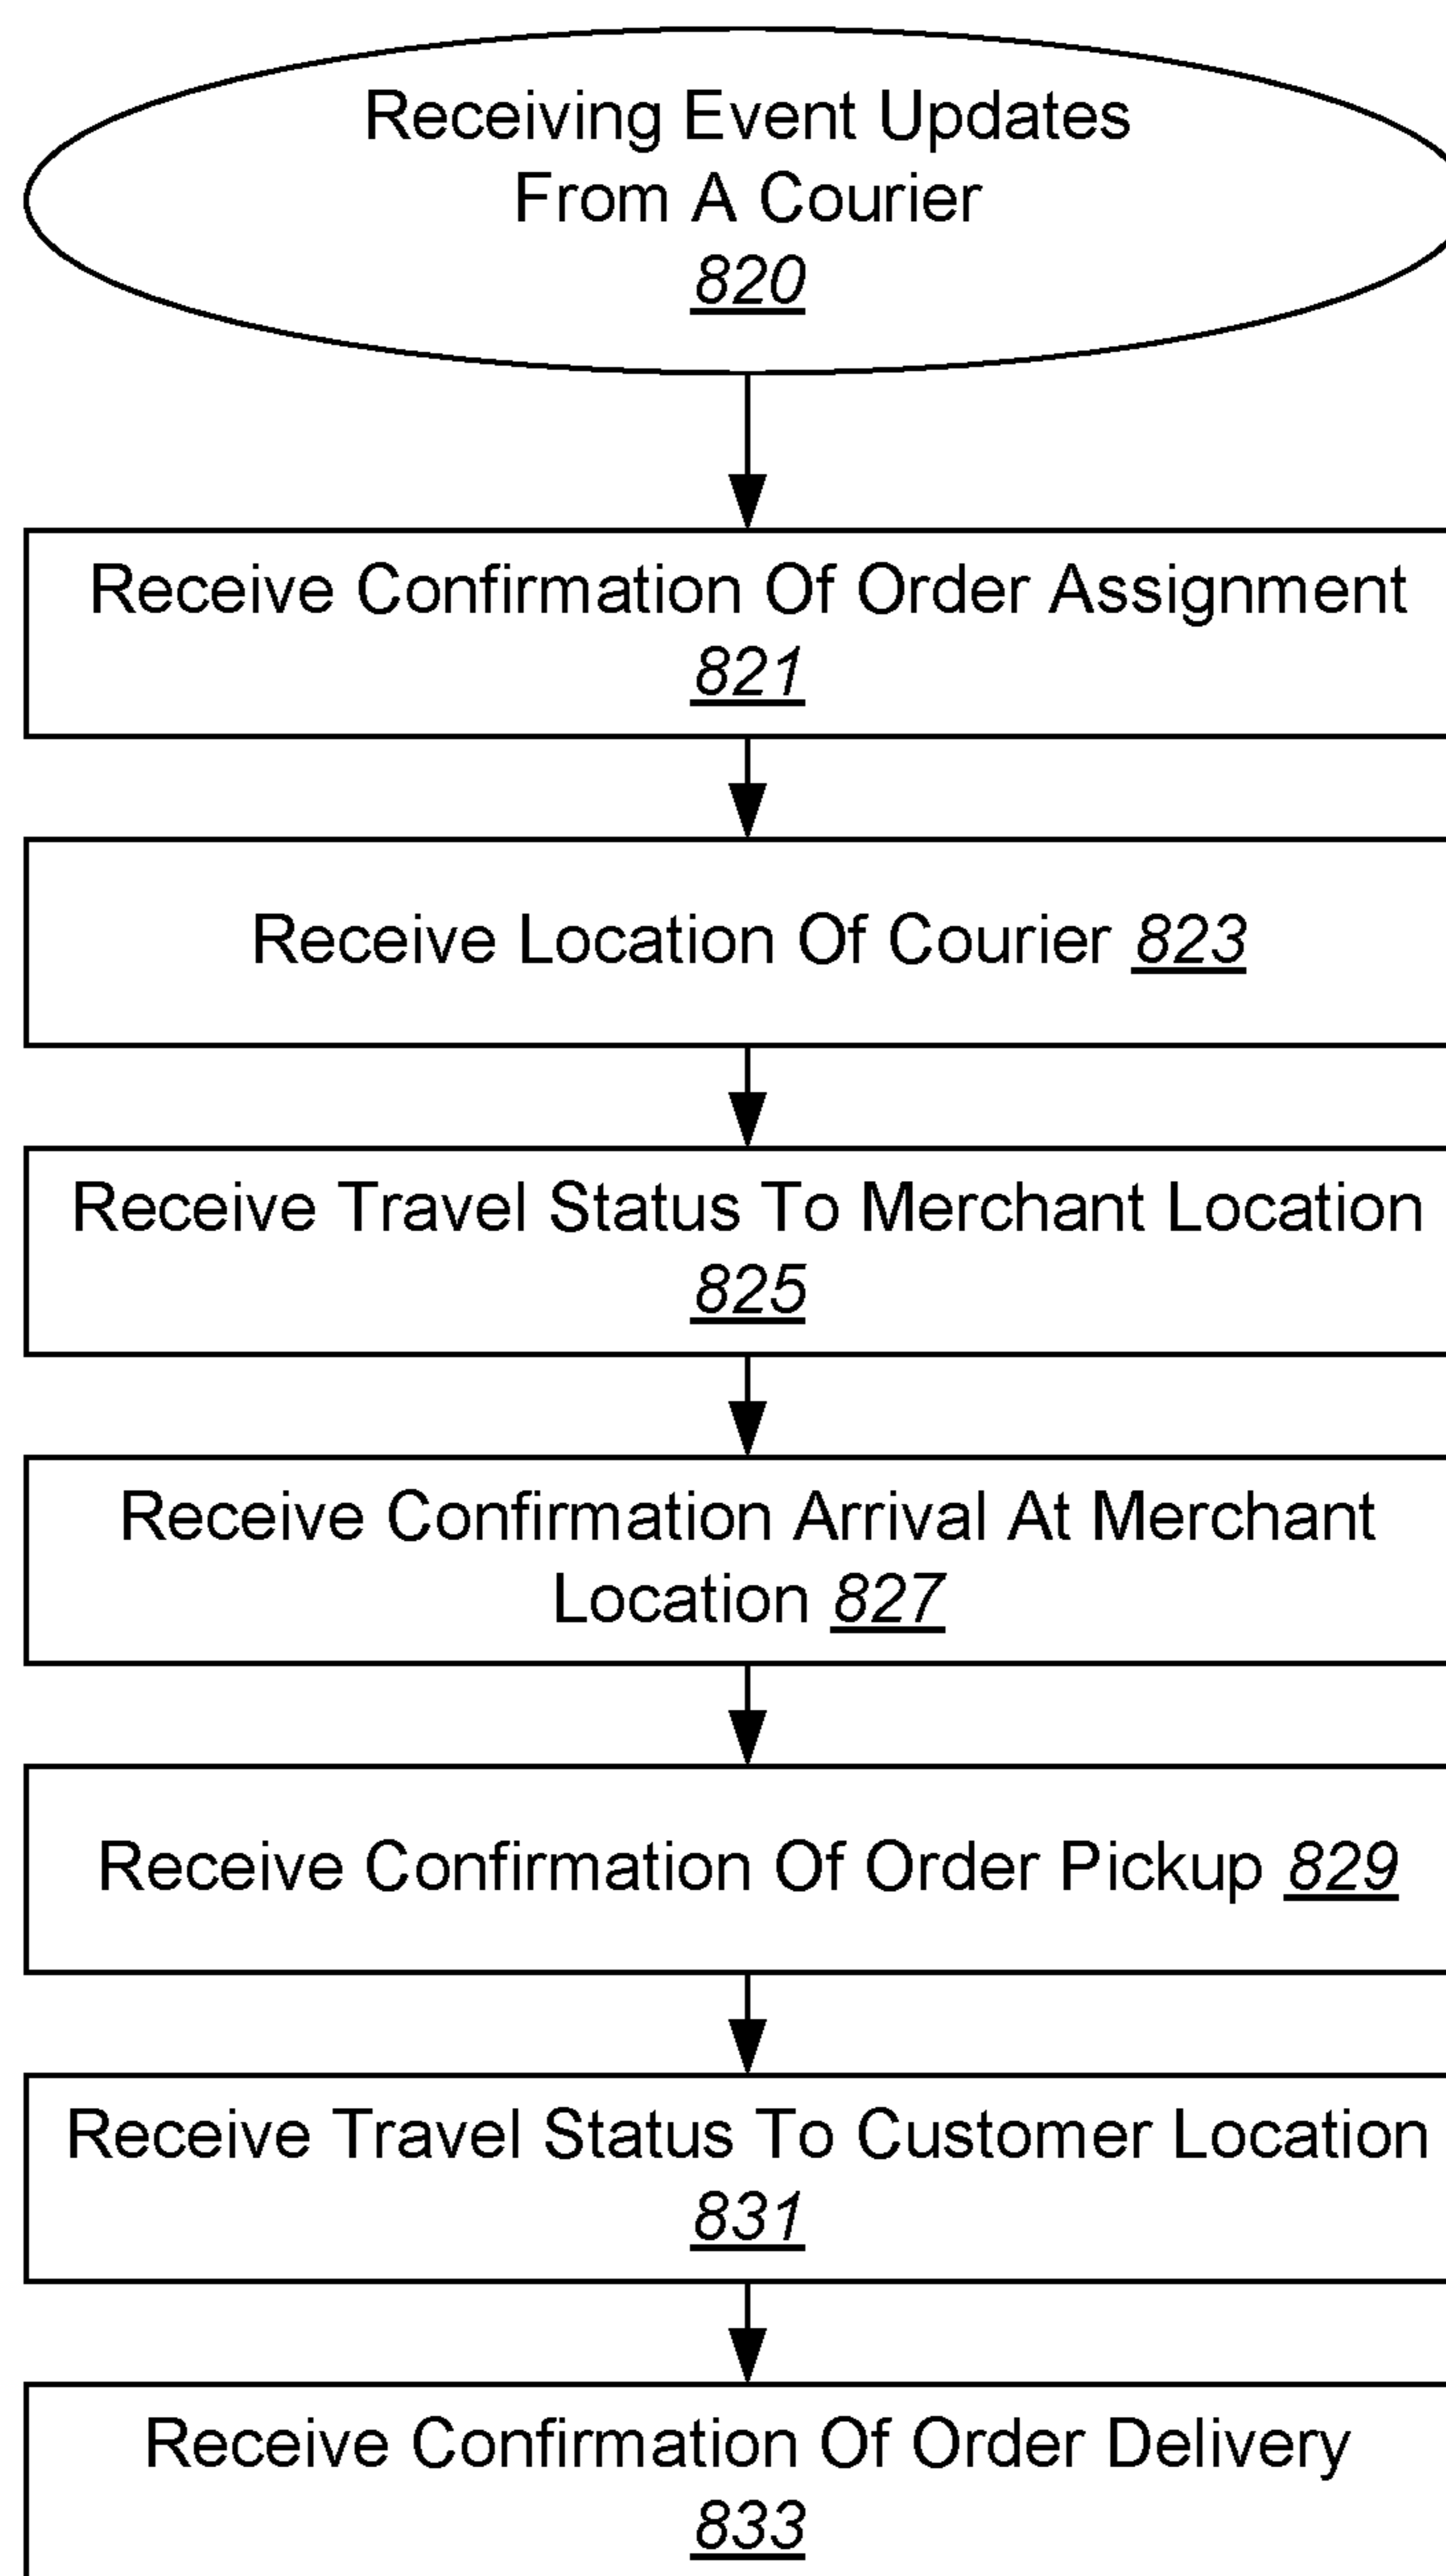 Receiving Event Updates
From A Courier
820
Receive Confirmation Of Order Assignment
821
Receive Location Of Courier 823
Receive Travel Status To Merchant Location
825
Receive Confirmation Arrival At Merchant
Location 827
Receive Confirmation Of Order Pickup 829
Receive Travel Status To Customer Location
831
Receive Confirmation Of Order Delivery
833